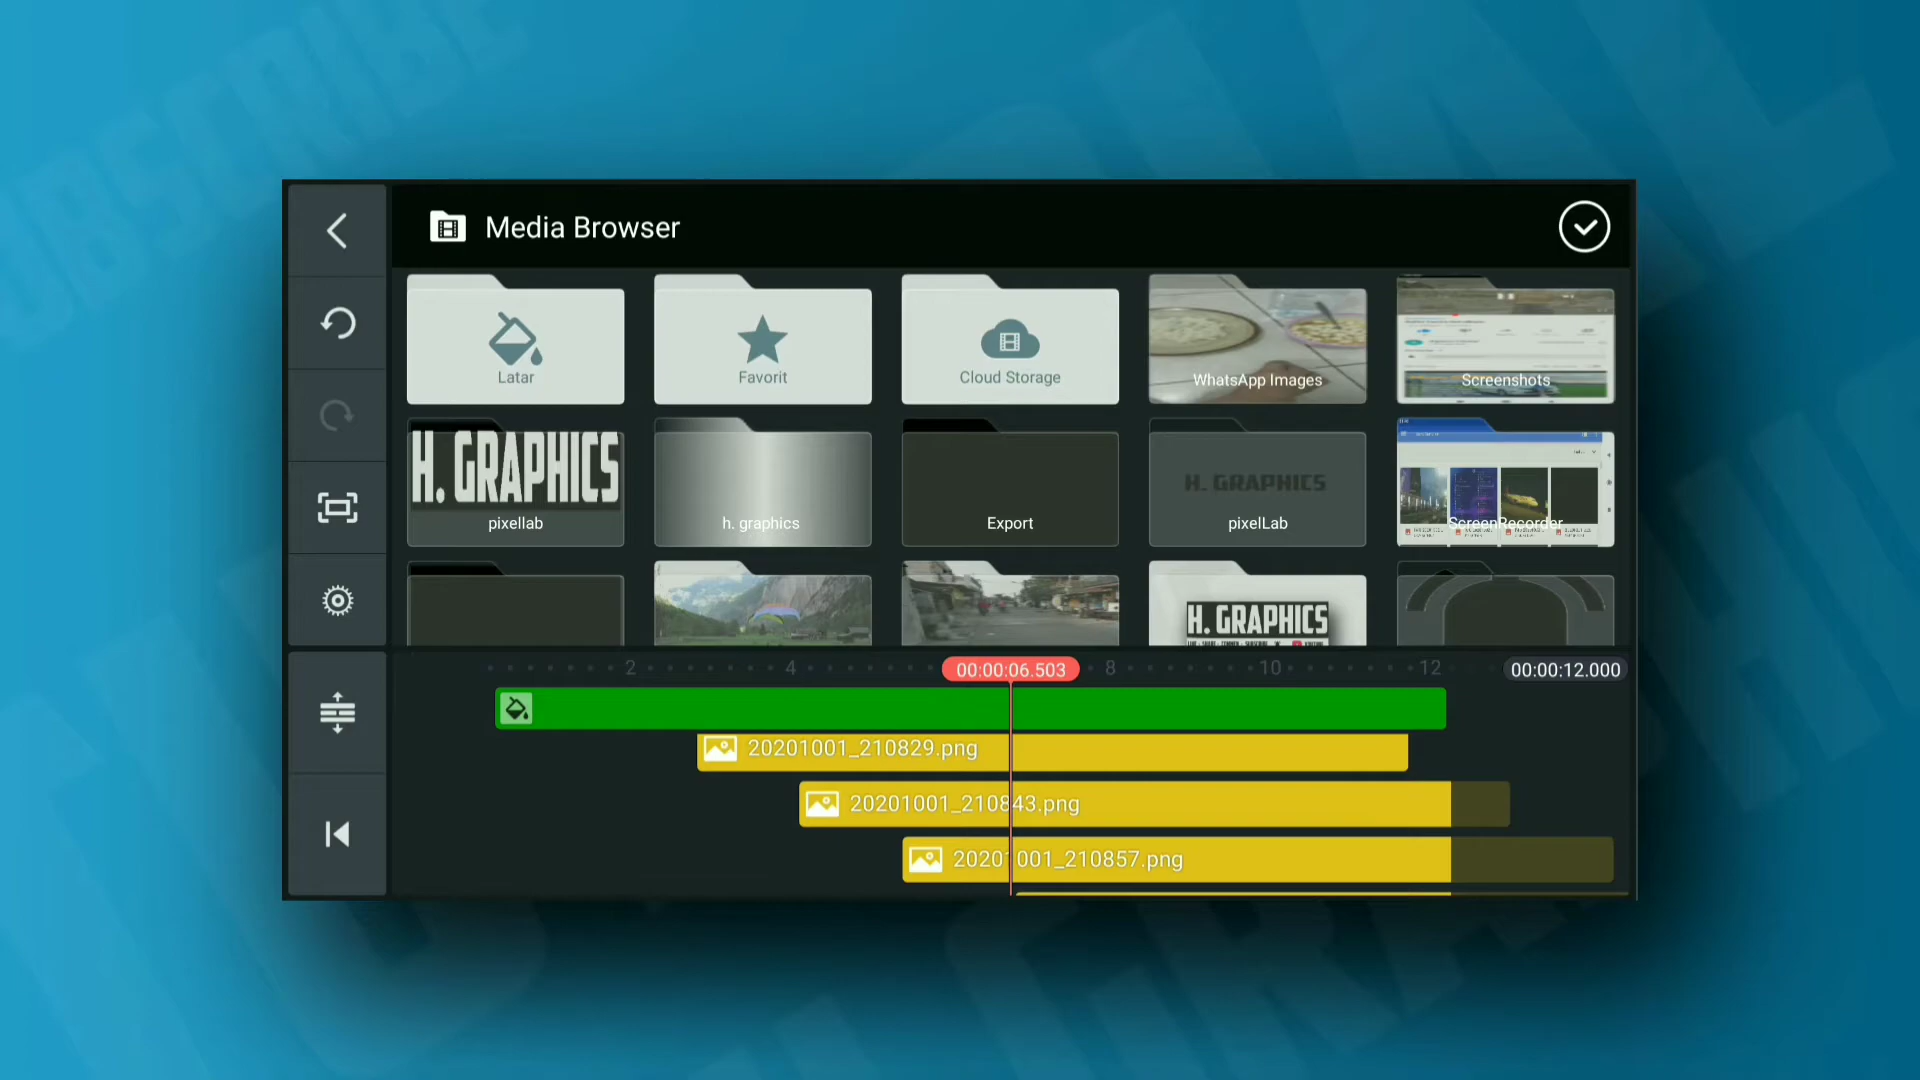 Media Browser
Latar
Favorit
Cloud Storage
WhatsApp Images
Screenshots
H. GRAPHICS
pixellab
h. graphics
Export
H. GRAPHICS
pixelLab
ScreenRecorder
H. GRAPHICS
2
4
00:00:06.503
8
10
12
00:00:12.000
20201001_210829.png
20201001_210843.png
20201001_210857.png